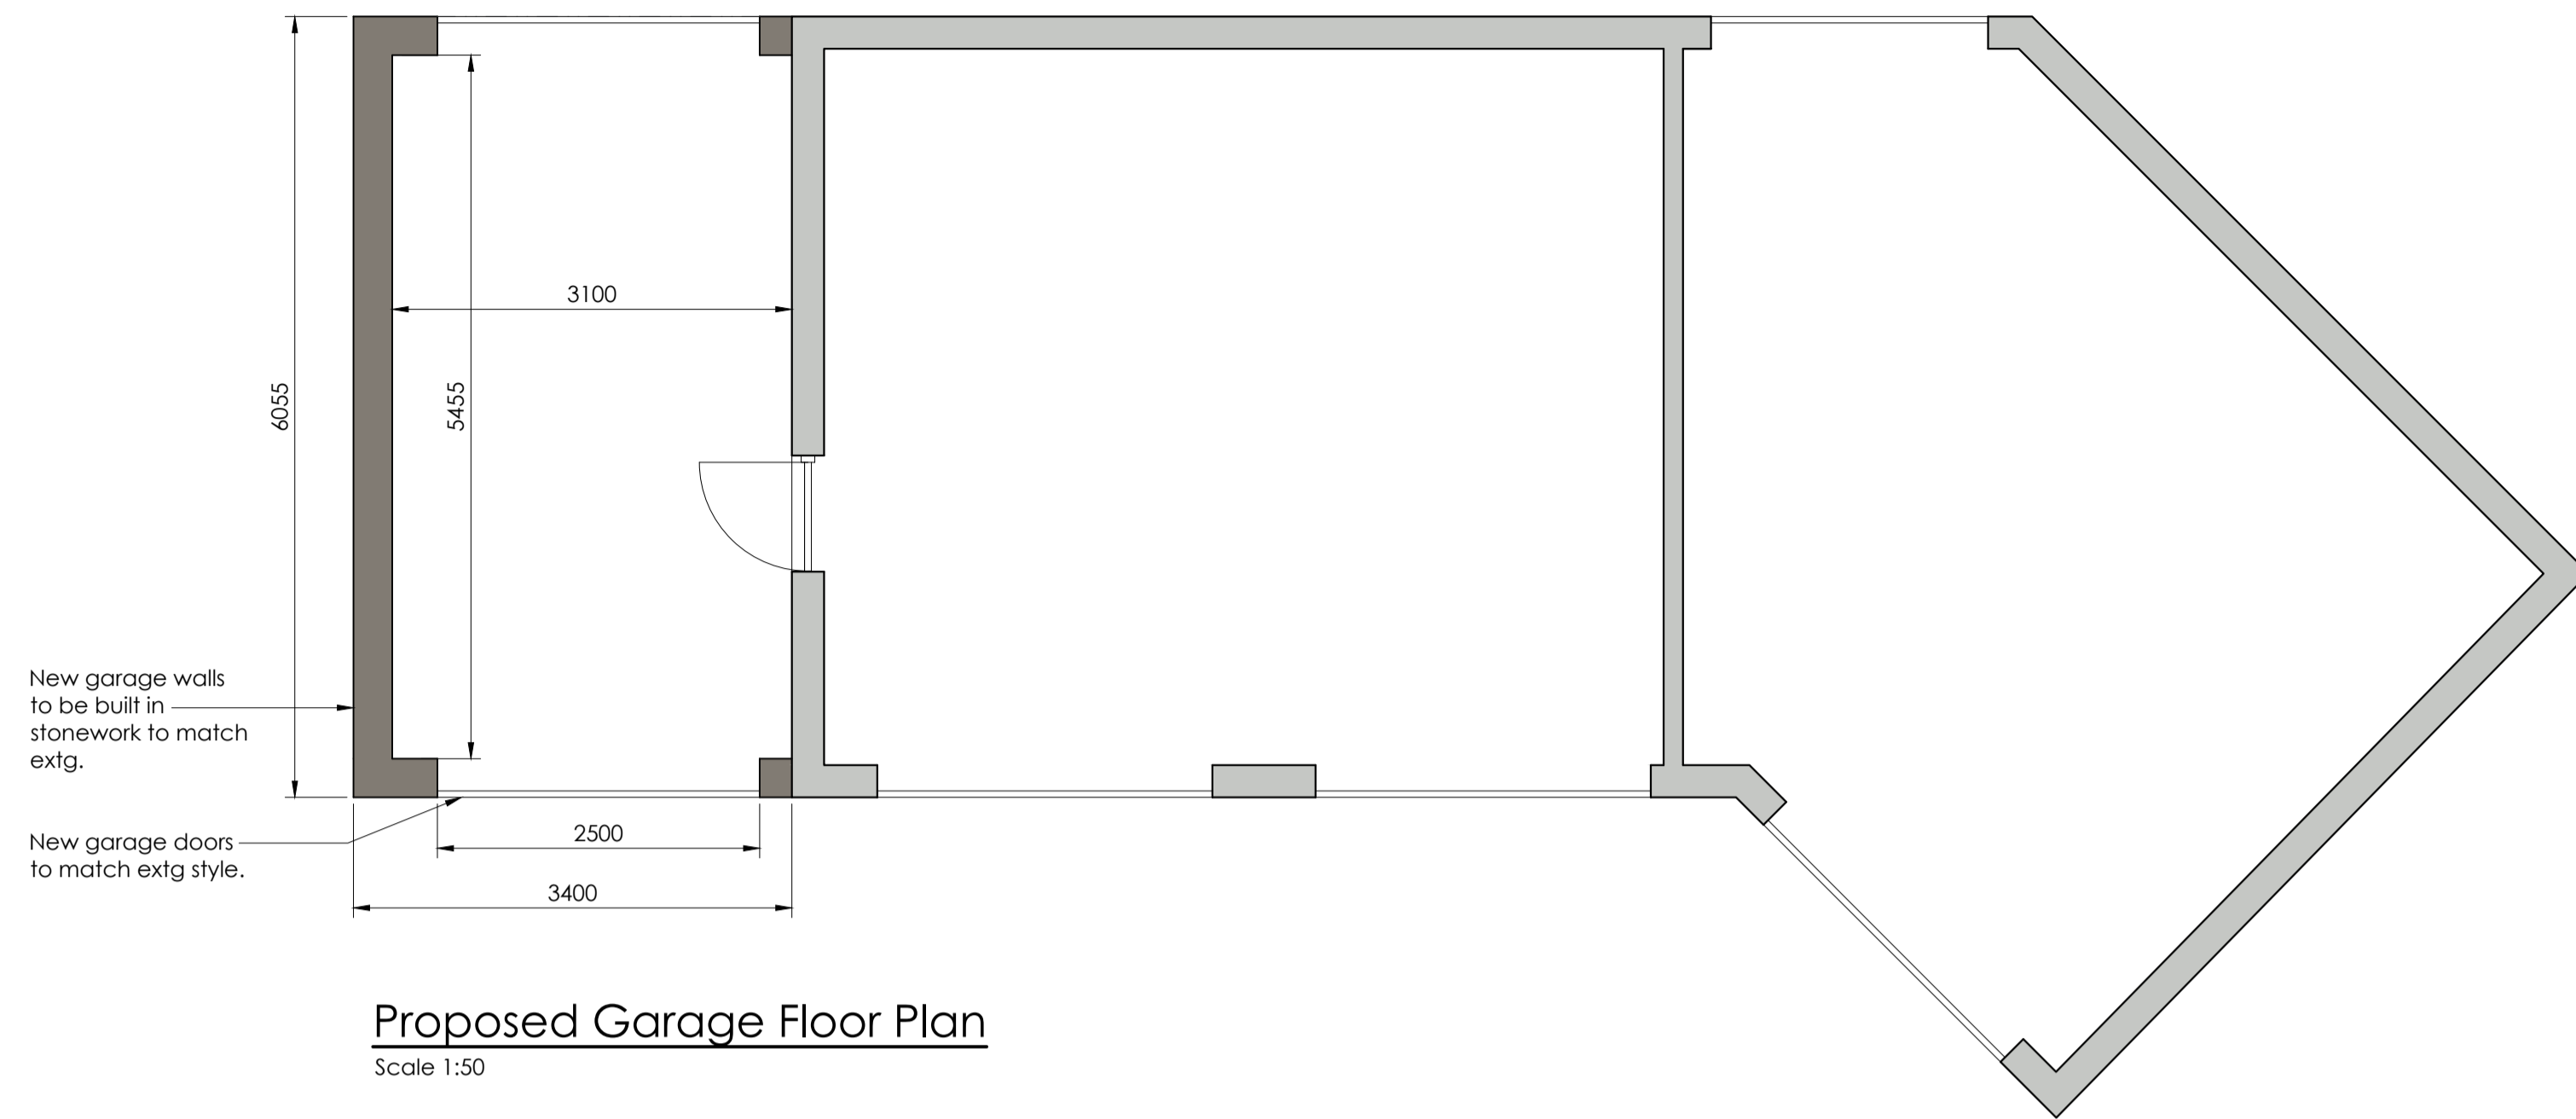 3100
6055
5455
New garage walls
to be built in
stonework to match
extg.
New garage doors
to match extg style.
2500
3400
Proposed Garage Floor Plan
Scale 1:50